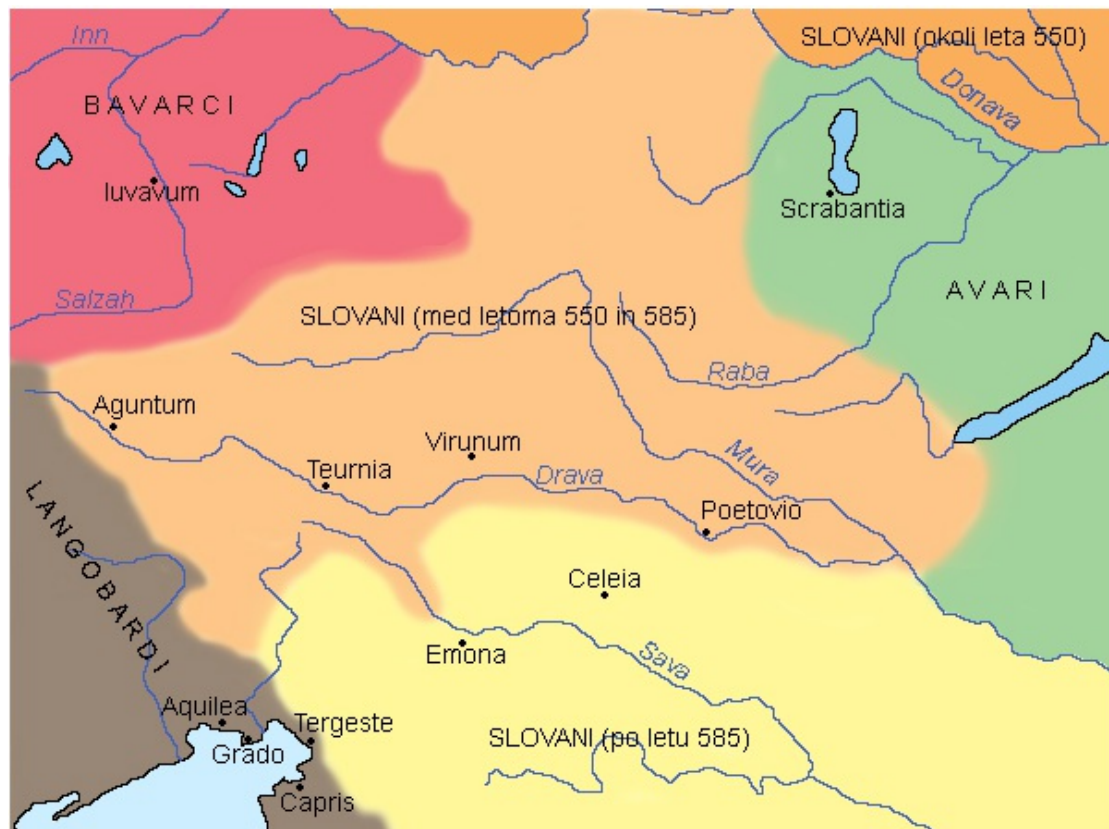 Inn
SLOVANI (okoli leta 550)
BAVARCI
Donava
Iuvavum
Scrabantia
Salzah
SLOVANI (med letoma 550 in 585)
AVARI
Raba
Aguntum
Virunum
Teurnia
Drava
Mura
Poetovio
LANGOBARDI
Celeia
Emona
Sava
Aquilea
Tergeste
Grado
SLOVANI (po letu 585)
Capris